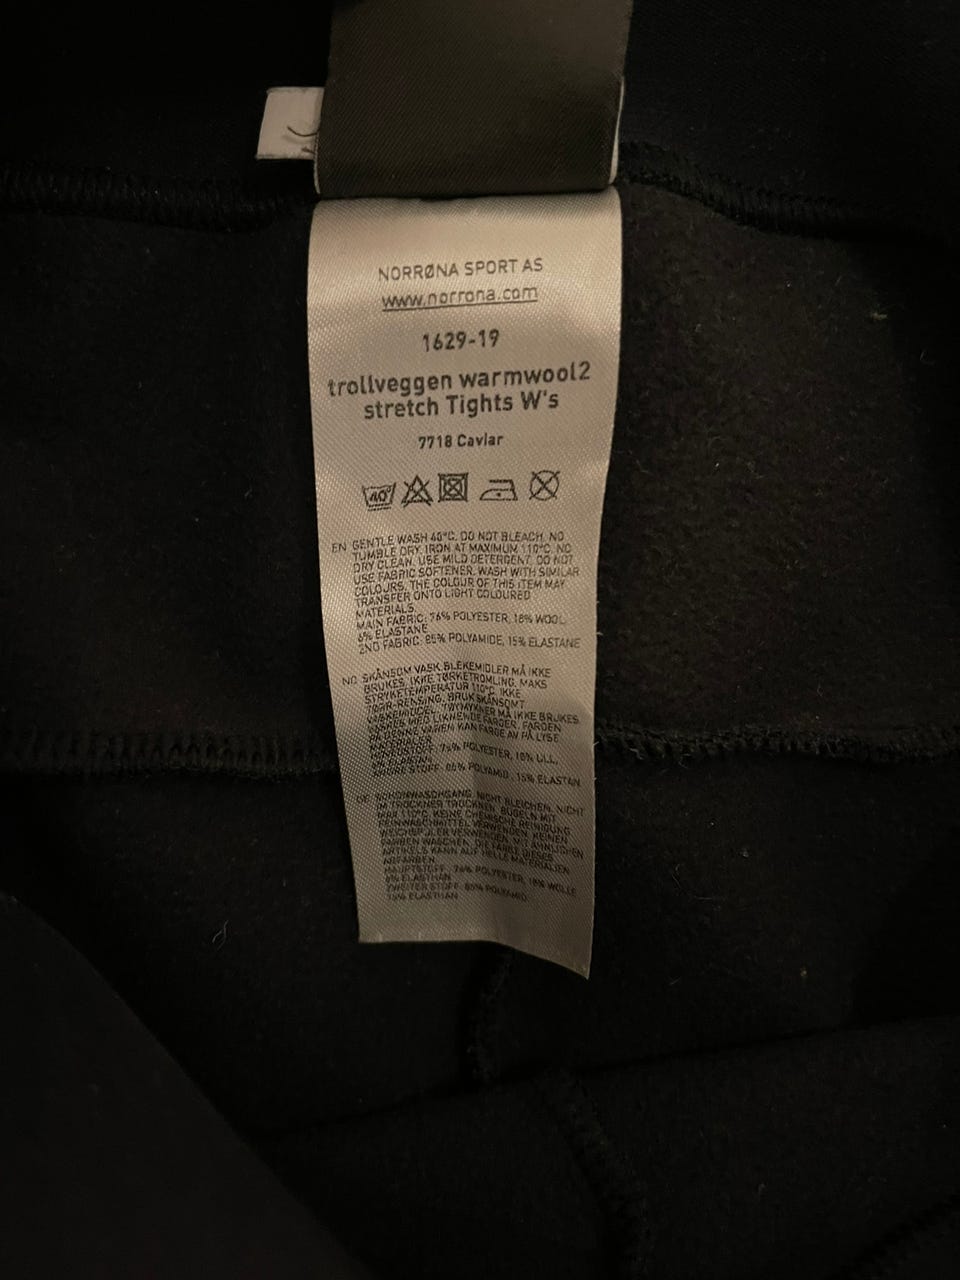 NORRØNA SPORT AS
www.norrona.com
1629-19
trollveggen warmwool2
stretch Tights W's
7718 Caviar
40°
EN GENTLE WASH 40°C. DO NOT BLEACH. NO
TUMBLE DRY. IRON AT MAXIMUM 110°C. NO
DRY CLEAN. USE MILD DETERGENT. DO NOT
USE FABRIC SOFTENER. WASH WITH SIMILAR
COLOURS. THE COLOUR OF THIS ITEM MAY
TRANSFER ONTO LIGHT COLOURED
MATERIALS.
MAIN FABRIC: 76% POLYESTER, 18% WOOL,
6% ELASTANE
2ND FABRIC: 85% POLYAMIDE, 15% ELASTANE
NO SKÅNSOM VASK. BLEKEMIDLER MÅ IKKE
BRUKES. IKKE TØRKETROMLING. MAKS
STRYKETEMPERATUR 110°C. IKKE
TØRR-RENSING. BRUK SKÅNSOMT
VASKEMIDDEL. TØYMYKNER MÅ IKKE BRUKES.
VASKES MED LIKNENDE FARGER. FARGEN
PÅ DENNE VAREN KAN FARGE AV PÅ LYSE
MATERIALER.
HOVEDSTOFF: 76% POLYESTER, 18% ULL,
6% ELASTAN
ANDRE STOFF: 85% POLYAMID, 15% ELASTAN
DE SCHONWASCHGANG. NICHT BLEICHEN. NICHT
IM TROCKNER TROCKNEN. BÜGELN MIT
MAX 110°C. KEINE CHEMISCHE REINIGUNG
FEINWASCHMITTEL VERWENDEN. KEINEN
WEICHSPÜLER VERWENDEN. MIT ÄHNLICHEN
FARBEN WASCHEN. DIE FARBE DIESES
ARTIKELS KANN AUF HELLE MATERIALIEN
ABFÄRBEN.
HAUPTSTOFF: 76% POLYESTER, 18% WOLLE
6% ELASTHAN
ZWEITER STOFF: 85% POLYAMID,
15% ELASTHAN